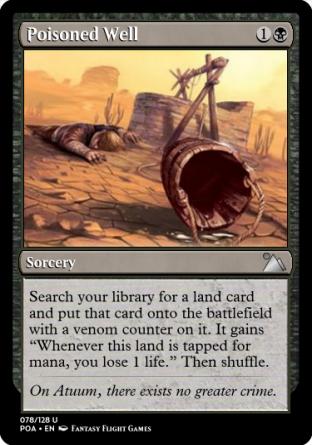 Poisoned Well 1
Sorcery
Search your library for a land card
and put that card onto the battlefield
with a venom counter on it. It gains
“Whenever this land is tapped for
mana, you lose 1 life.” Then shuffle.
On Atuum, there exists no greater crime.
078/128 U
POA • EN Fantasy Flight Games